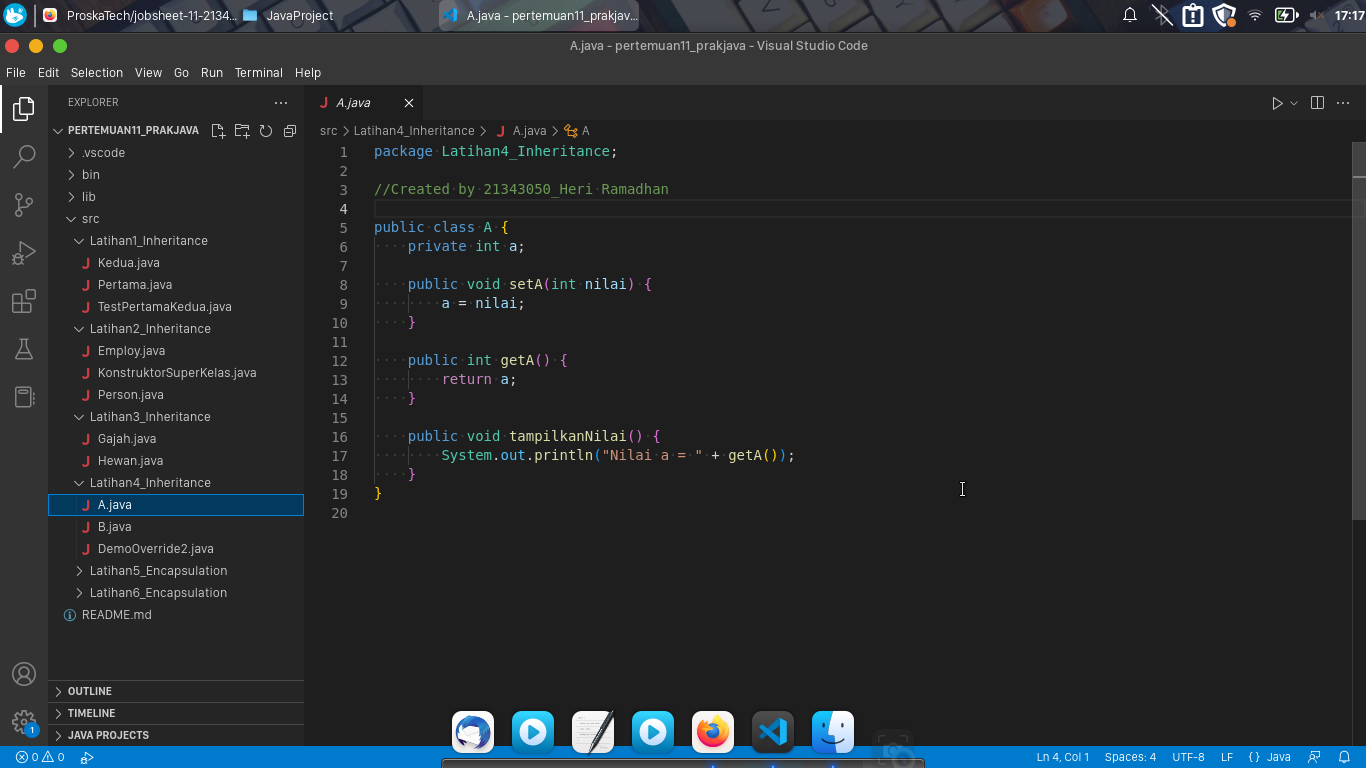 ProskaTech/jobsheet-11-2134...
JavaProject
A.java - pertemuan11_prakjav...
17:17
A.java - pertemuan11_prakjava - Visual Studio Code
File Edit Selection View Go Run Terminal Help
EXPLORER
PERTEMUAN11_PRAKJAVA
.vscode
bin
lib
src
Latihan1_Inheritance
Kedua.java
Pertama.java
TestPertamaKedua.java
Latihan2_Inheritance
Employ.java
KonstruktorSuperKelas.java
Person.java
Latihan3_Inheritance
Gajah.java
Hewan.java
Latihan4_Inheritance
A.java
B.java
DemoOverride2.java
Latihan5_Encapsulation
Latihan6_Encapsulation
README.md
OUTLINE
TIMELINE
JAVA PROJECTS
1
J A.java
src > Latihan4_Inheritance > J A.java > A
1 package Latihan4_Inheritance;
2
3 //Created by 21343050_Heri Ramadhan
4
5 public class A {
6 private int a;
7
8 public void setA(int nilai) {
9 a = nilai;
10 }
11
12 public int getA() {
13 return a;
14 }
15
16 public void tampilkanNilai() {
17 System.out.println("Nilai a = " + getA());
18 }
19 }
20
0 0
Ln 4, Col 1 Spaces: 4 UTF-8 LF {} Java